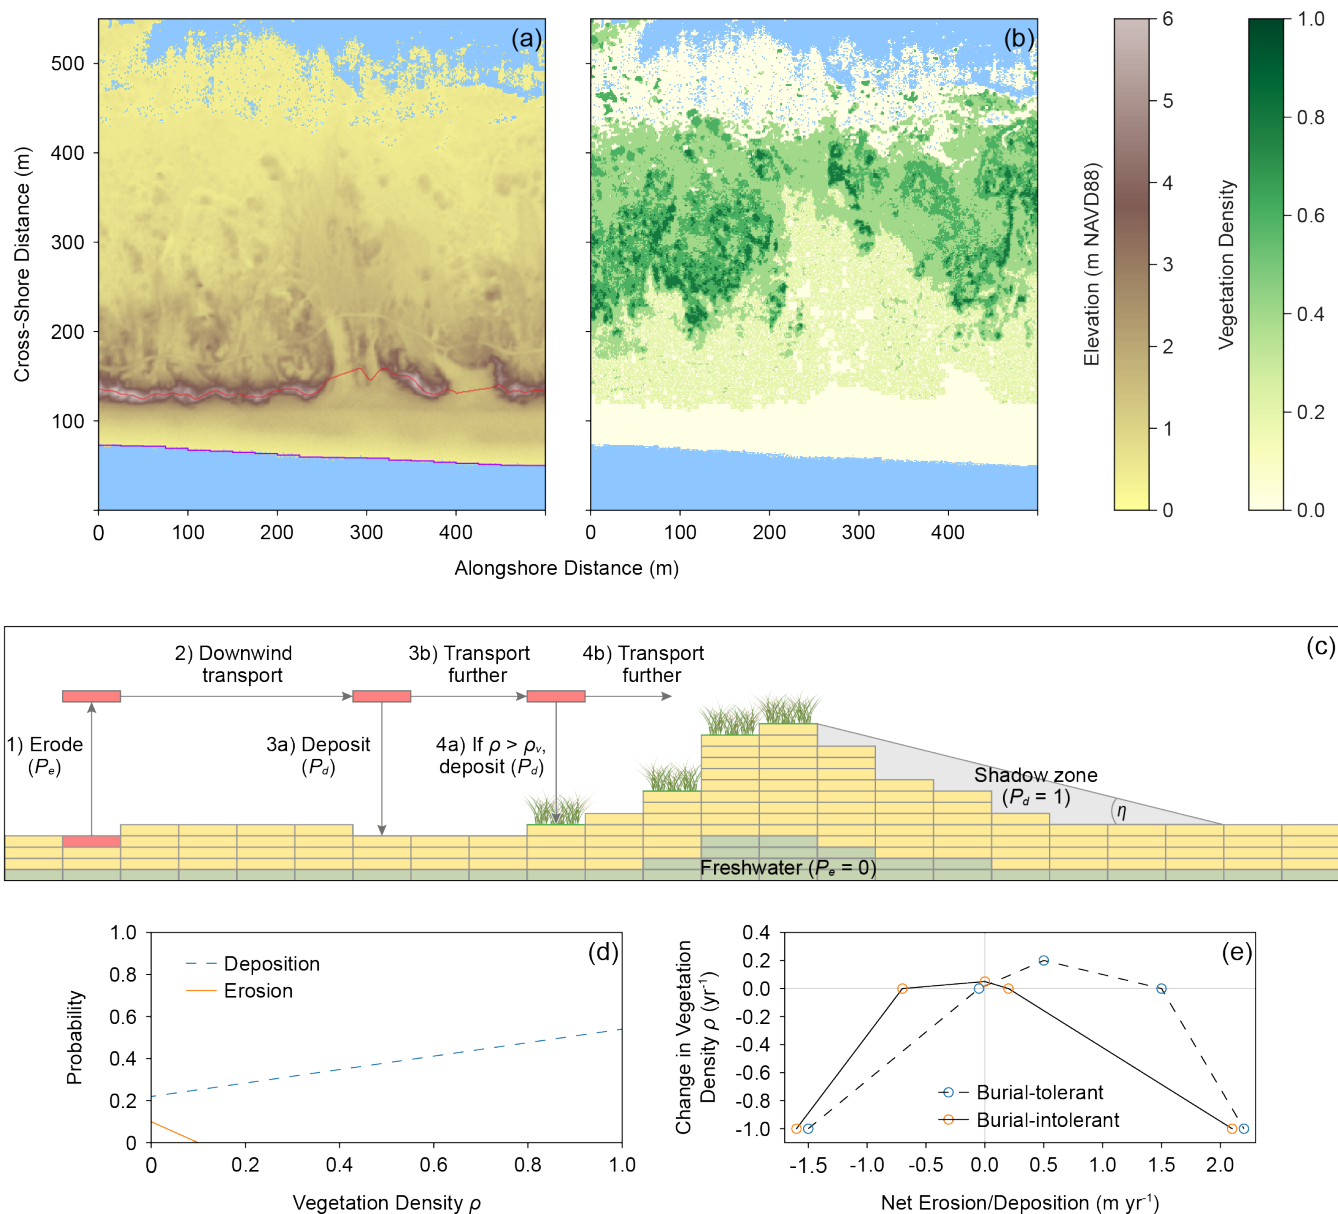 (a)
(b)
500
400
300
200
100
Cross-Shore Distance (m)
0
100
200
300
400
0
100
200
300
400
Alongshore Distance (m)
6
5
4
3
2
1
0
Elevation (m NAVD88)
1.0
0.8
0.6
0.4
0.2
0.0
Vegetation Density
(c)
2) Downwind
transport
3b) Transport
further
4b) Transport
further
1) Erode
(Pₑ)
3a) Deposit
(P_d)
4a) If ρ > ρᵥ,
deposit (P_d)
Shadow zone
(P_d = 1)
η
Freshwater (Pₑ = 0)
(d)
1.0
0.8
0.6
0.4
0.2
0
Probability
Deposition
Erosion
0
0.2
0.4
0.6
0.8
1.0
Vegetation Density ρ
(e)
0.4
0.2
0.0
-0.2
-0.4
-0.6
-0.8
-1.0
Change in Vegetation
Density ρ (yr⁻¹)
Burial-tolerant
Burial-intolerant
-1.5
-1.0
-0.5
0.0
0.5
1.0
1.5
2.0
Net Erosion/Deposition (m yr⁻¹)